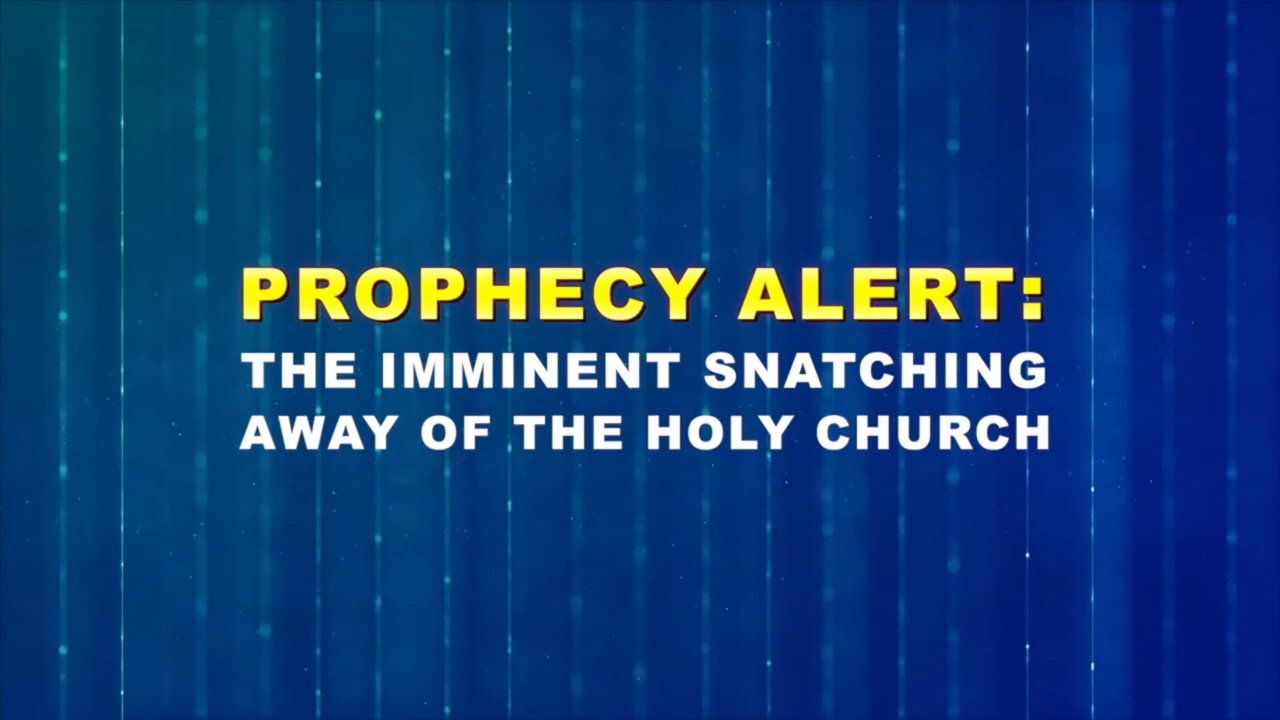 PROPHECY ALERT:
THE IMMINENT SNATCHING
AWAY OF THE HOLY CHURCH